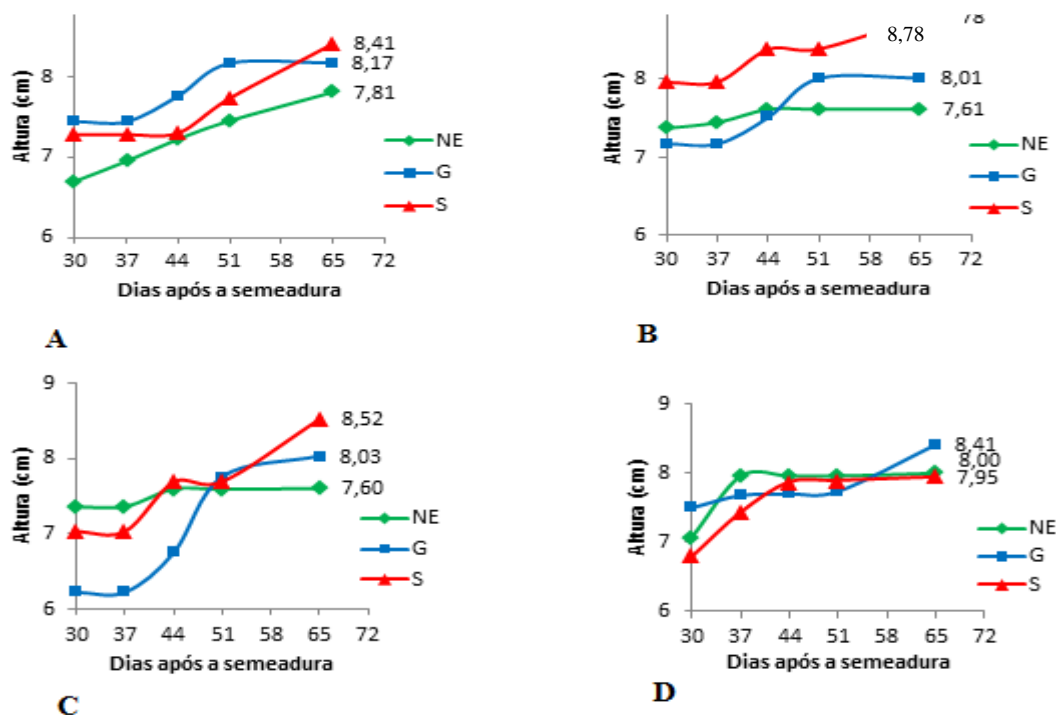 Altura (cm)
8
7
6
8,41
8,17
7,81
NE
G
S
30 37 44 51 58 65 72
Dias após a semeadura
A
Altura (cm)
8
7
6
78
8,78
8,01
7,61
NE
G
S
30 37 44 51 58 65 72
Dias após a semeadura
B
Altura (cm)
9
8
7
6
8,52
8,03
7,60
NE
G
S
30 37 44 51 58 65 72
Dias após a semeadura
C
Altura (cm)
9
8
7
6
8,41
8,00
7,95
NE
G
S
30 37 44 51 58 65 72
Dias após a semeadura
D